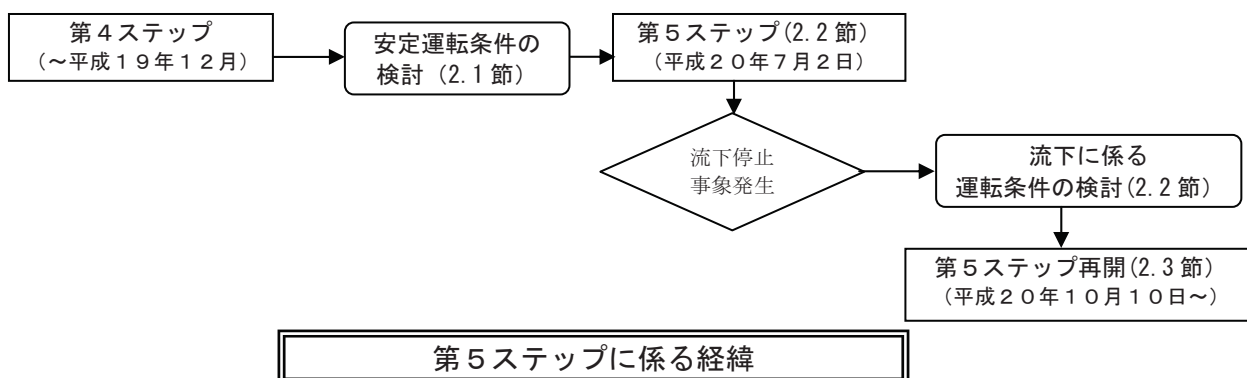 第４ステップ
（～平成１９年１２月）
安定運転条件の
検討（2.1節）
第５ステップ(2.2節)
（平成２０年７月２日）
流下停止
事象発生
流下に係る
運転条件の検討(2.2節)
第５ステップ再開(2.3節)
（平成２０年１０月１０日～）
第５ステップに係る経緯